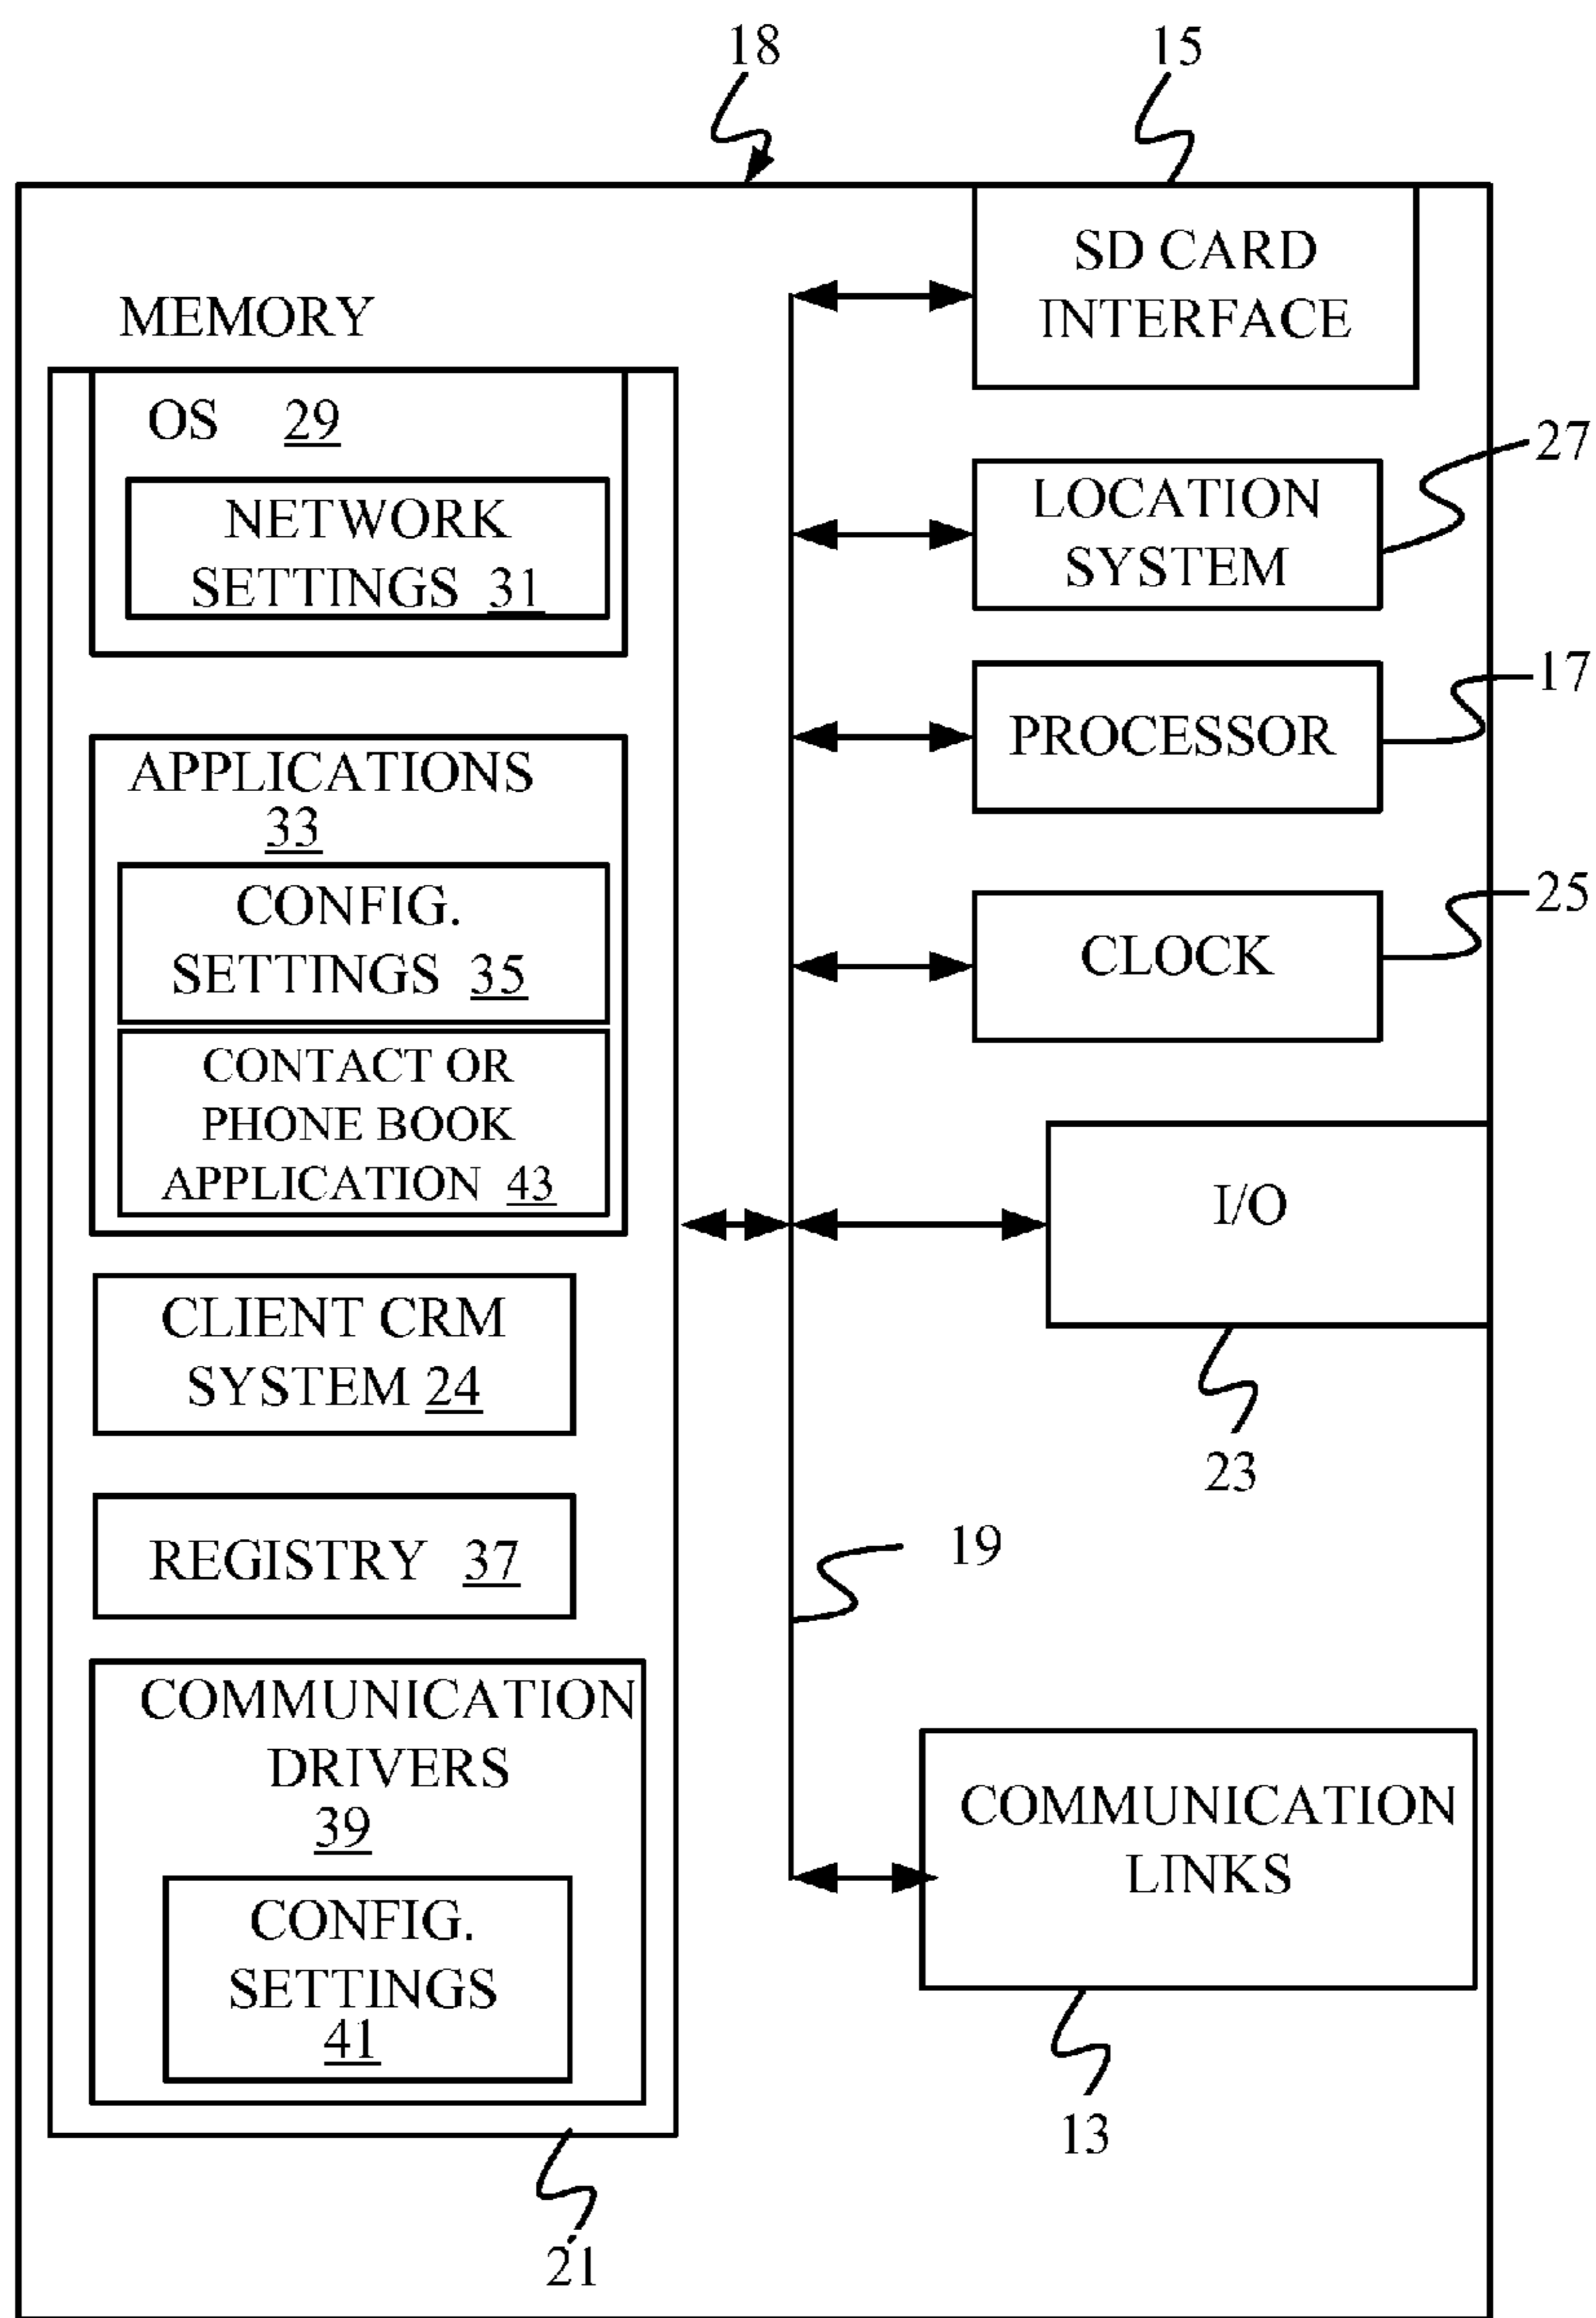 18
15
SD CARD
INTERFACE
MEMORY
OS 29
NETWORK
SETTINGS 31
27
LOCATION
SYSTEM
17
PROCESSOR
APPLICATIONS
33
CONFIG.
SETTINGS 35
25
CLOCK
CONTACT OR
PHONE BOOK
APPLICATION 43
I/O
23
CLIENT CRM
SYSTEM 24
19
REGISTRY 37
COMMUNICATION
DRIVERS
39
CONFIG.
SETTINGS
41
COMMUNICATION
LINKS
13
21